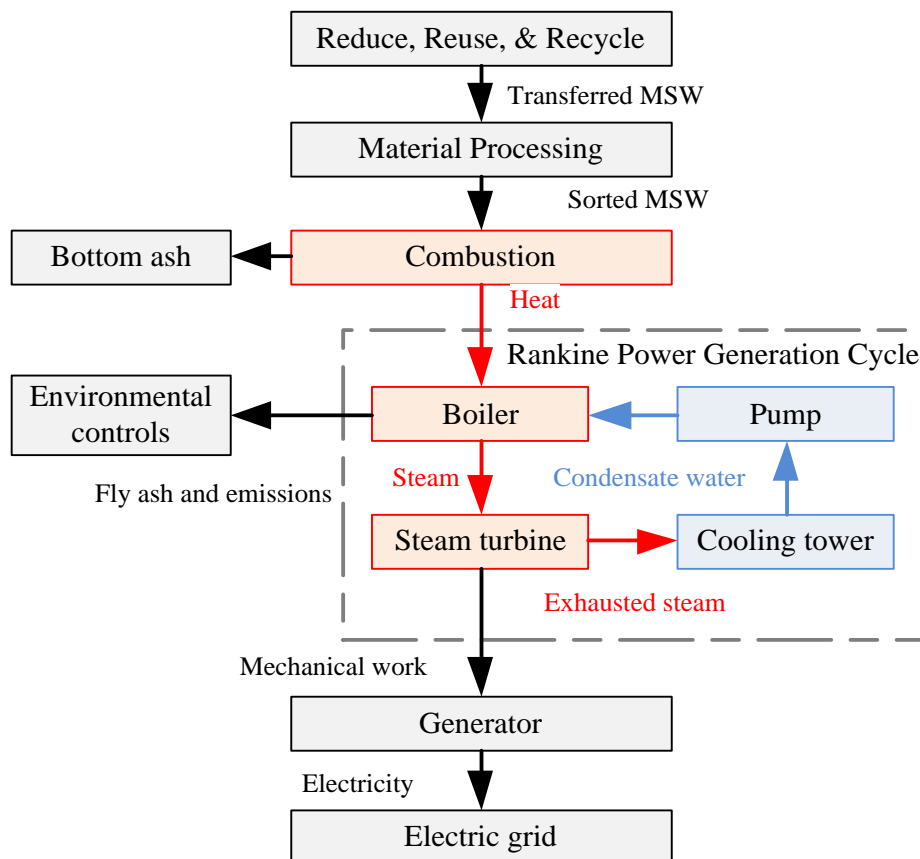 Reduce, Reuse, & Recycle
Transferred MSW
Material Processing
Sorted MSW
Bottom ash
Combustion
Heat
Rankine Power Generation Cycle
Environmental
controls
Boiler
Pump
Steam
Condensate water
Fly ash and emissions
Steam turbine
Cooling tower
Exhausted steam
Mechanical work
Generator
Electricity
Electric grid